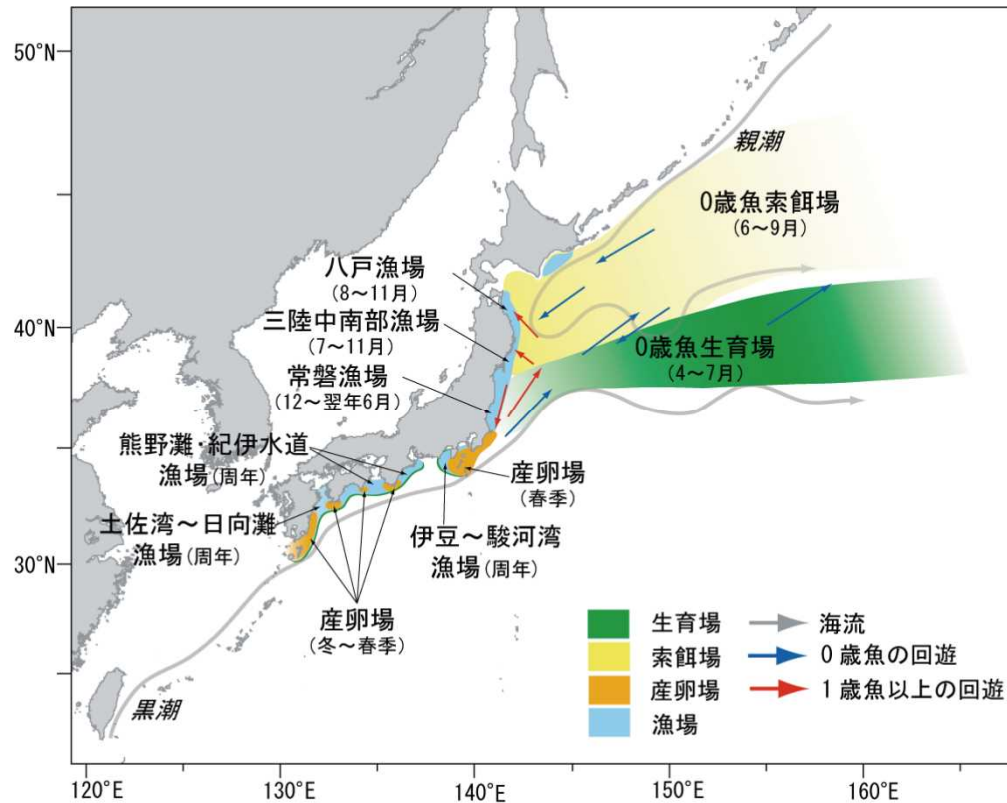 50°N
40°N
30°N
120°E
130°E
140°E
150°E
160°E
親潮
0歳魚索餌場
(6～9月)
八戸漁場
(8～11月)
三陸中南部漁場
(7～11月)
常磐漁場
(12～翌年6月)
0歳魚生育場
(4～7月)
熊野灘・紀伊水道
漁場(周年)
産卵場
(春季)
土佐湾～日向灘
漁場(周年)
伊豆～駿河湾
漁場(周年)
産卵場
(冬～春季)
黒潮
生育場
索餌場
産卵場
漁場
海流
0歳魚の回遊
1歳魚以上の回遊